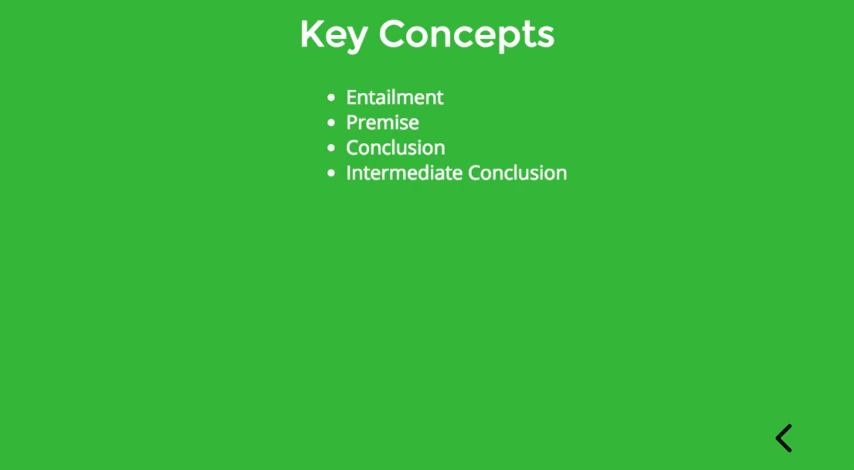 Key Concepts
• Entailment
• Premise
• Conclusion
• Intermediate Conclusion